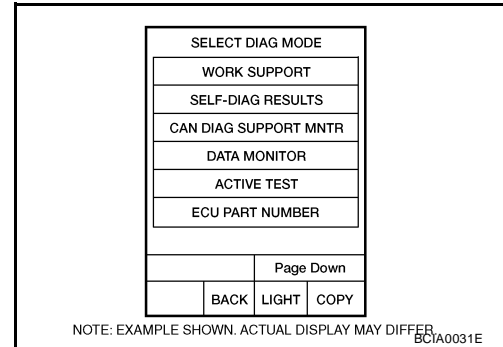 SELECT DIAG MODE
WORK SUPPORT
SELF-DIAG RESULTS
CAN DIAG SUPPORT MNTR
DATA MONITOR
ACTIVE TEST
ECU PART NUMBER
Page Down
BACK LIGHT COPY
NOTE: EXAMPLE SHOWN. ACTUAL DISPLAY MAY DIFFER.
BCIA0031E